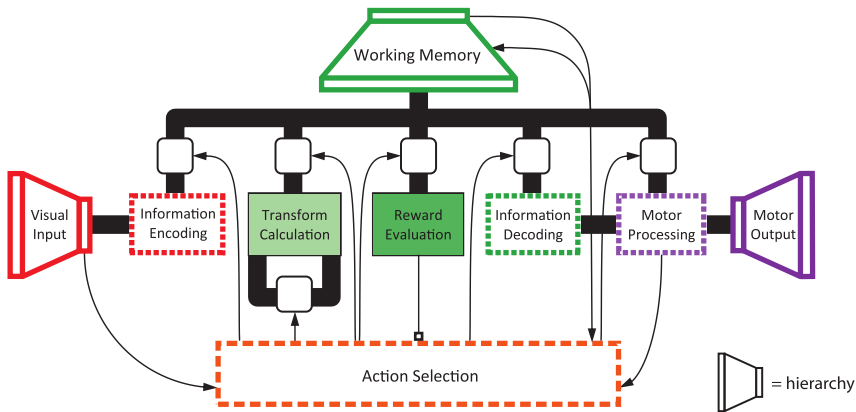 Working Memory
Visual
Input
Information
Encoding
Transform
Calculation
Reward
Evaluation
Information
Decoding
Motor
Processing
Motor
Output
Action Selection
= hierarchy